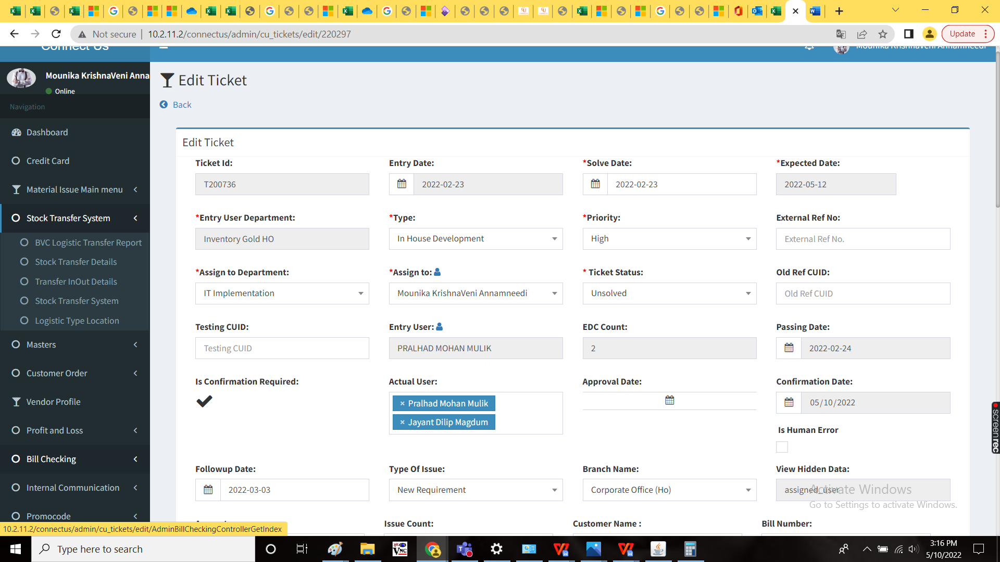 Not secure | 10.2.11.2/connectus/admin/cu_tickets/edit/220297
Update
Connect Us
Mounika KrishnaVeni Annamneedi
Mounika KrishnaVeni Anna
Online
Navigation
Dashboard
Credit Card
Material Issue Main menu
Stock Transfer System
BVC Logistic Transfer Report
Stock Transfer Details
Transfer InOut Details
Stock Transfer System
Logistic Type Location
Masters
Customer Order
Vendor Profile
Profit and Loss
Bill Checking
Internal Communication
Promocode
10.2.11.2/connectus/admin/cu_tickets/edit/AdminBillCheckingControllerGetIndex
Edit Ticket
Back
Edit Ticket
Ticket Id: Entry Date: *Solve Date: *Expected Date:
T200736 2022-02-23 2022-02-23 2022-05-12
*Entry User Department: *Type: *Priority: External Ref No:
Inventory Gold HO In House Development High External Ref No.
*Assign to Department: *Assign to: * Ticket Status: Old Ref CUID:
IT Implementation Mounika KrishnaVeni Annamneedi Unsolved Old Ref CUID
Testing CUID: Entry User: EDC Count: Passing Date:
Testing CUID PRALHAD MOHAN MULIK 2 2022-02-24
Is Confirmation Required: Actual User: Approval Date: Confirmation Date:
× Pralhad Mohan Mulik 05/10/2022
× Jayant Dilip Magdum
Is Human Error
Followup Date: Type Of Issue: Branch Name: View Hidden Data:
2022-03-03 New Requirement Corporate Office (Ho) assigned_user
Activate Windows
Go to Settings to activate Windows.
Issue Count: Customer Name : Bill Number:
screenrec
Type here to search
VNC
3:16 PM
5/10/2022